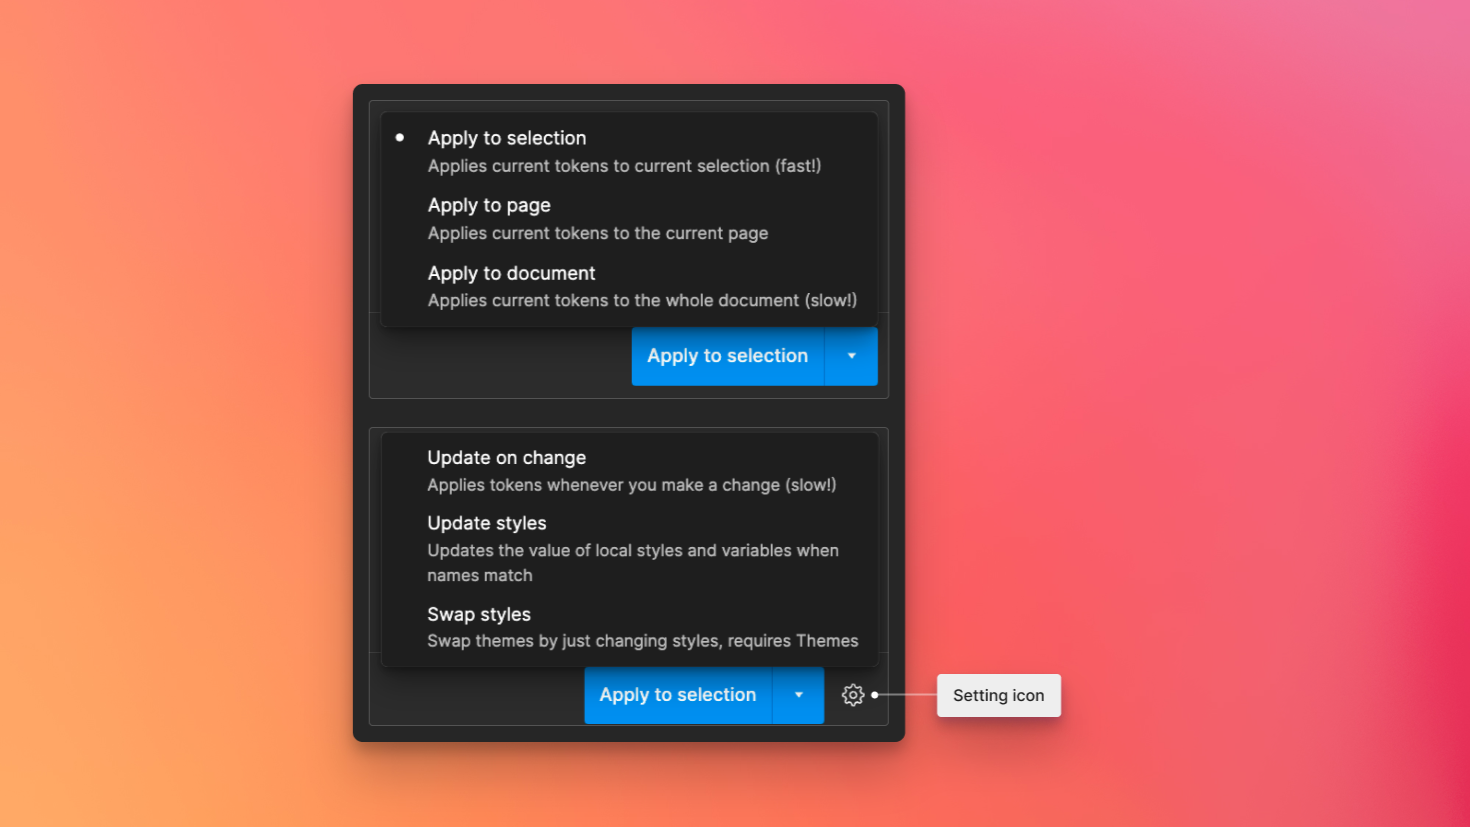 Apply to selection
Applies current tokens to current selection (fast!)
Apply to page
Applies current tokens to the current page
Apply to document
Applies current tokens to the whole document (slow!)
Apply to selection
Update on change
Applies tokens whenever you make a change (slow!)
Update styles
Updates the value of local styles and variables when
names match
Swap styles
Swap themes by just changing styles, requires Themes
Apply to selection
Setting icon